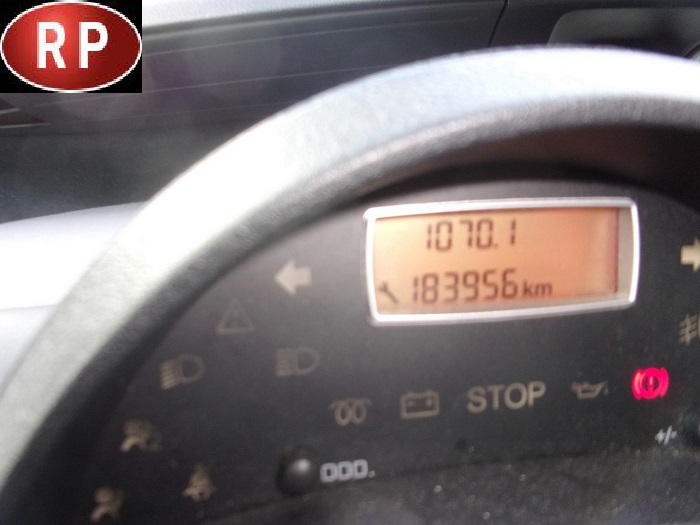 RP
1070.1
183956 km
STOP
+/-
000.